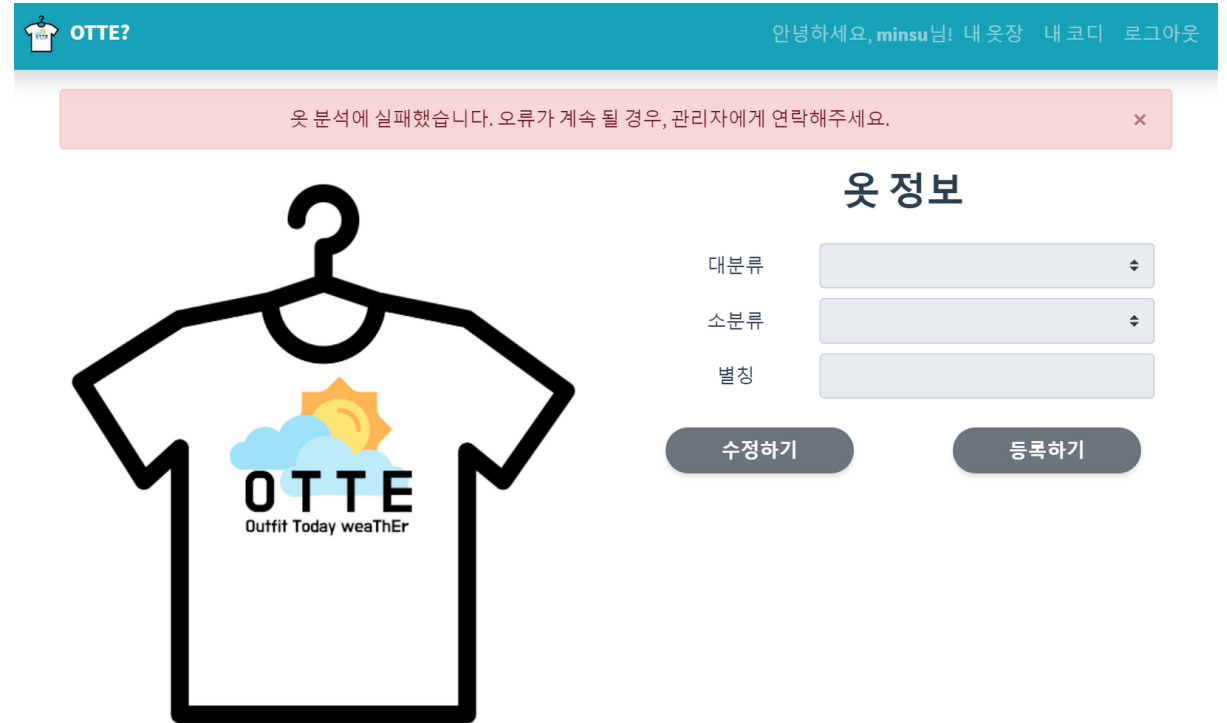 OTTE?
안녕하세요, minsu님! 내 옷장 내 코디 로그아웃
옷 분석에 실패했습니다. 오류가 계속 될 경우, 관리자에게 연락해주세요. ×
옷 정보
대분류
소분류
별칭
수정하기 등록하기
OTTE
Outfit Today weaThEr